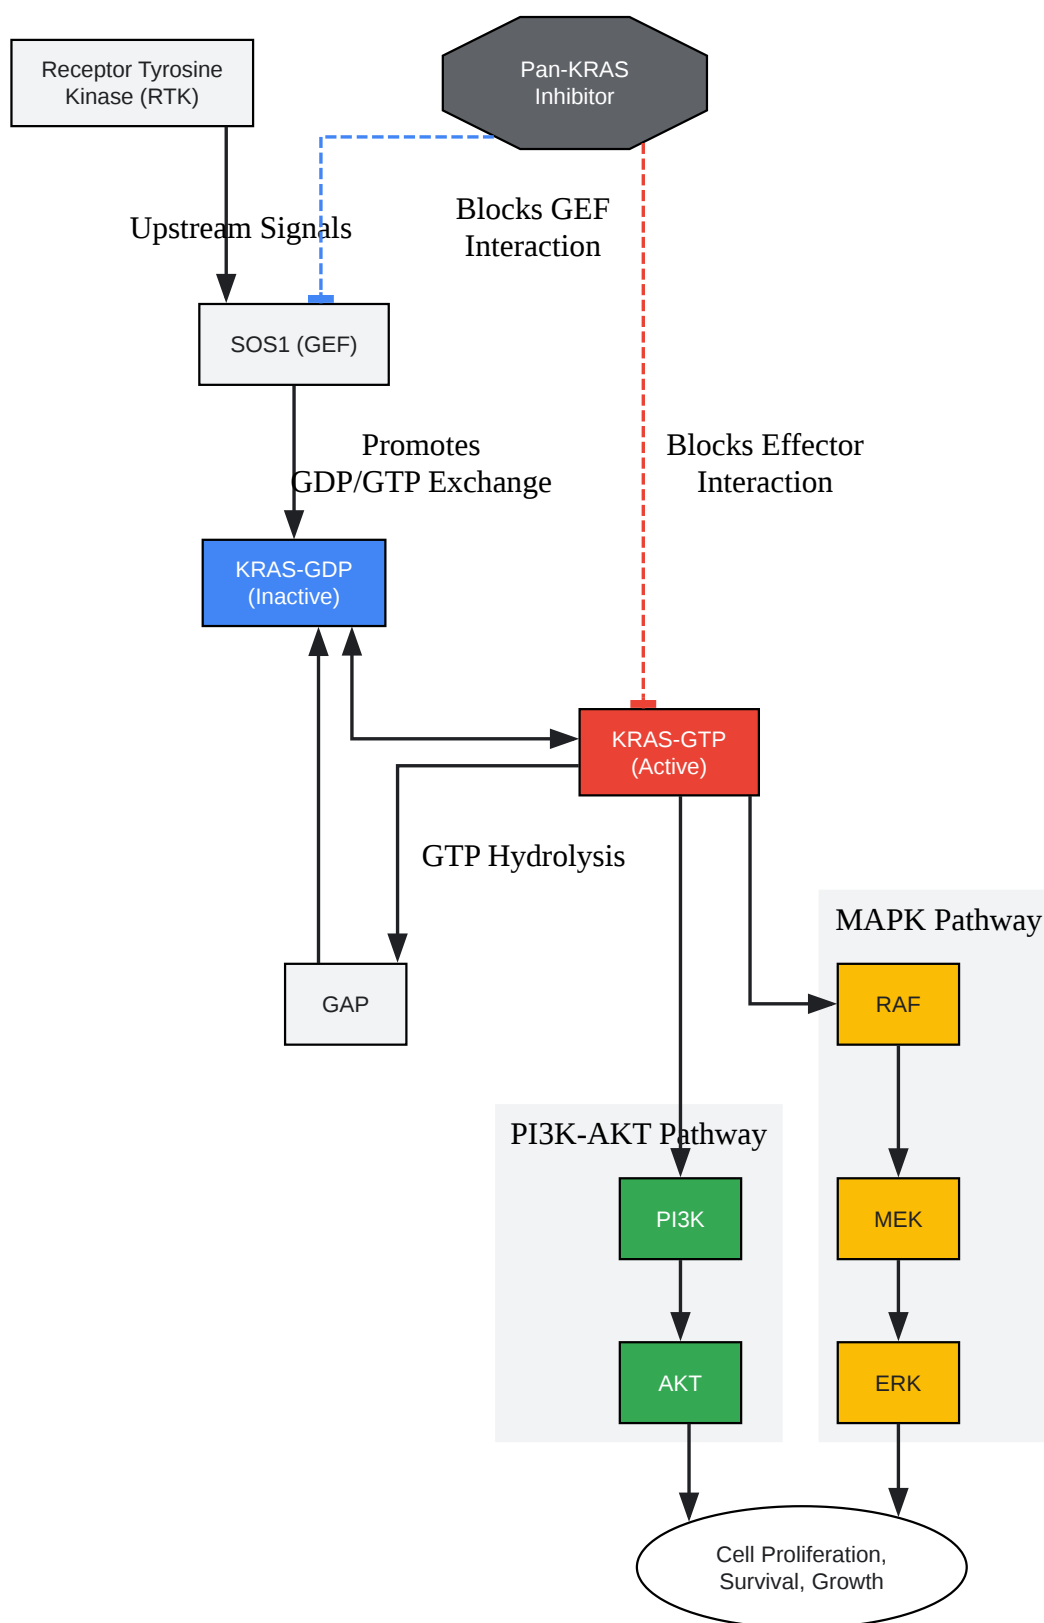 Receptor Tyrosine
Kinase (RTK)
Pan-KRAS
Inhibitor
Upstream Signals
Blocks GEF
Interaction
SOS1 (GEF)
Promotes
GDP/GTP Exchange
Blocks Effector
Interaction
KRAS-GDP
(Inactive)
KRAS-GTP
(Active)
GTP Hydrolysis
MAPK Pathway
GAP
RAF
PI3K-AKT Pathway
PI3K
MEK
AKT
ERK
Cell Proliferation,
Survival, Growth